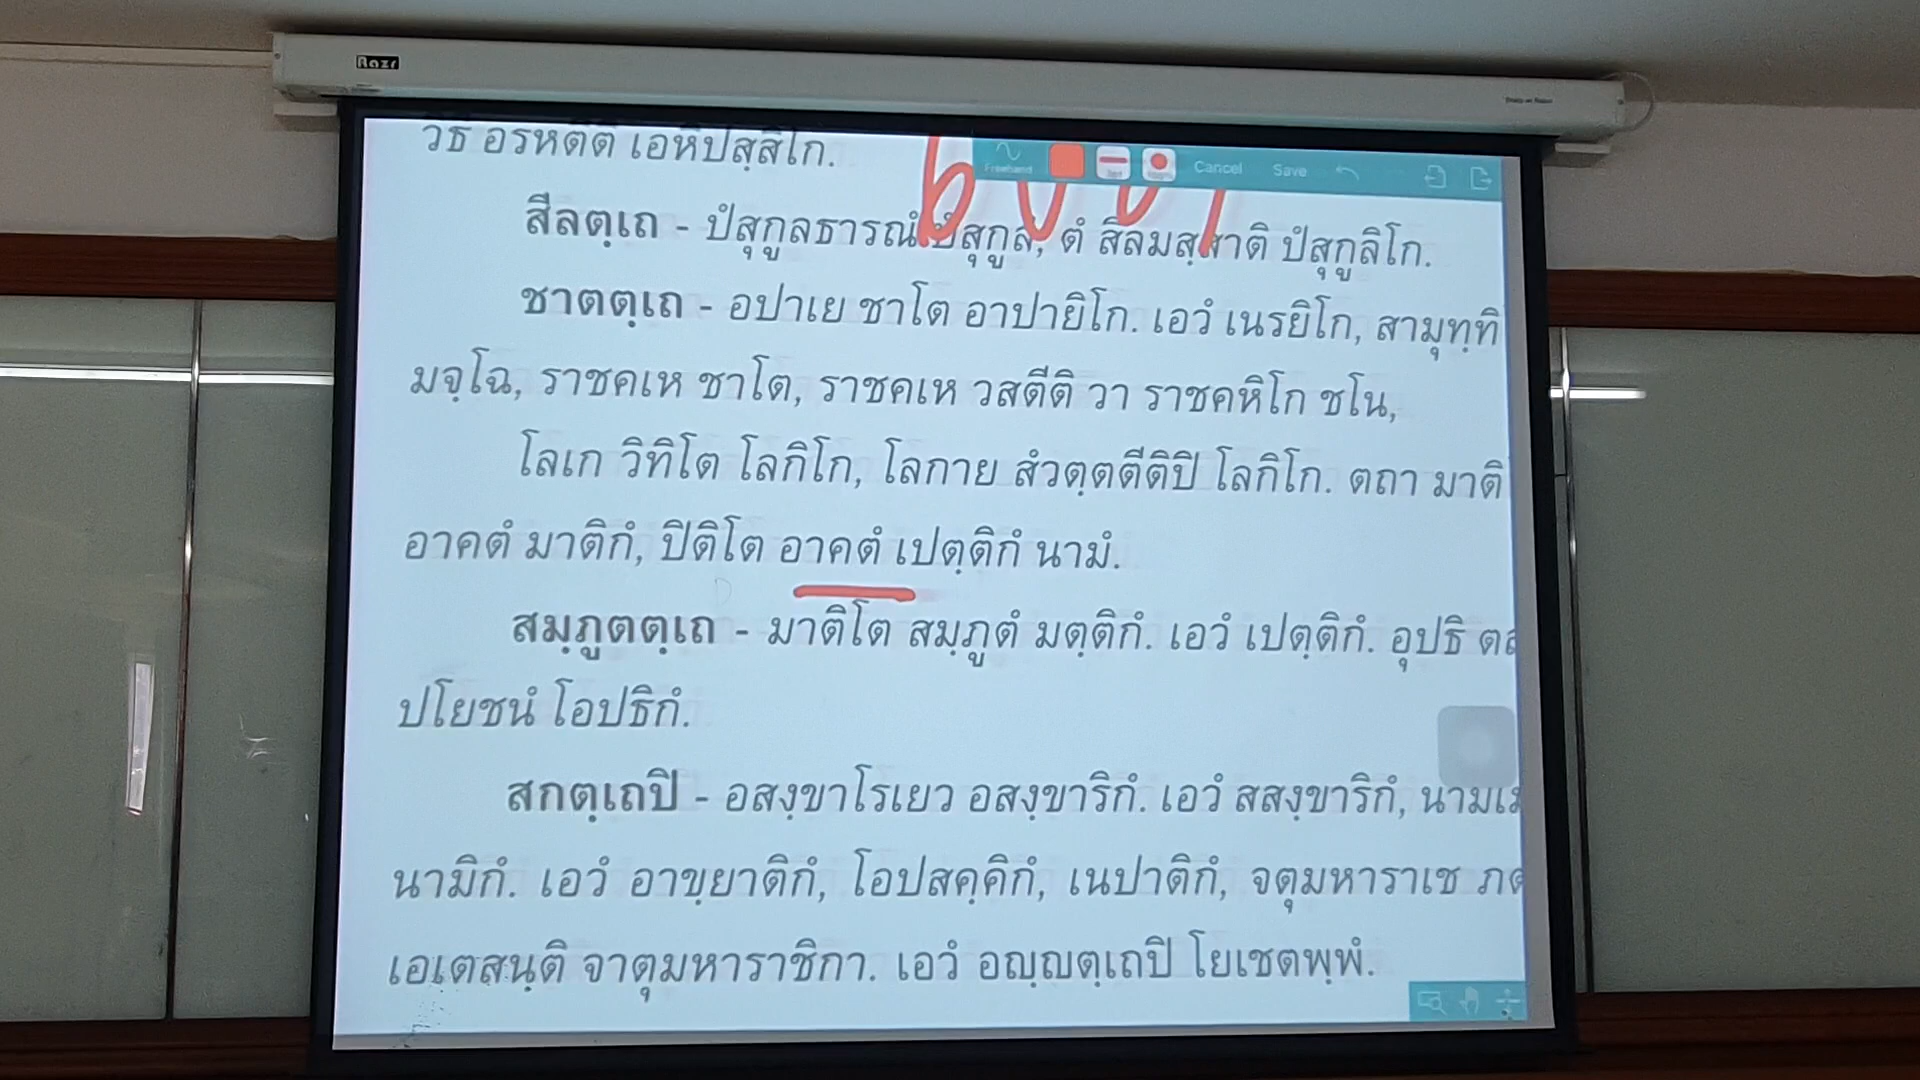 Razr
Freehand Cancel Save
วิธิ อรหตีติ เอหิปสฺสิโก.
สีลตฺเถ - ปํสุกูลธารณํ ปํสุกูลํ, ตํ สีลมสฺสาติ ปํสุกูลิโก.
ชาตตฺเถ - อปาเย ชาโต อาปายิโก. เอวํ เนรยิโก, สามุทฺทิ
มจฺโฉ, ราชคเห ชาโต, ราชคเห วสตีติ วา ราชคหิโก ชโน,
โลเก วิทิโต โลกิโก, โลกาย สํวตฺตตีติปิ โลกิโก. ตถา มาติ
อาคตํ มาติกํ, ปิติโต อาคตํ เปตฺติกํ นามํ.
สมฺภูตตฺเถ - มาติโต สมฺภูตํ มตฺติกํ. เอวํ เปตฺติกํ. อุปธิ
ปโยชนํ โอปธิกํ.
สกตฺเถปิ - อสงฺขาโรเยว อสงฺขาริกํ. เอวํ สสงฺขาริกํ, นามเม
นามิกํ. เอวํ อาขฺยาติกํ, โอปสคฺคิกํ, เนปาติกํ, จตุมหาราเช
เอเตสนฺติ จาตุมหาราชิกา. เอวํ อญฺญตฺเถปิ โยเชตพฺพํ.